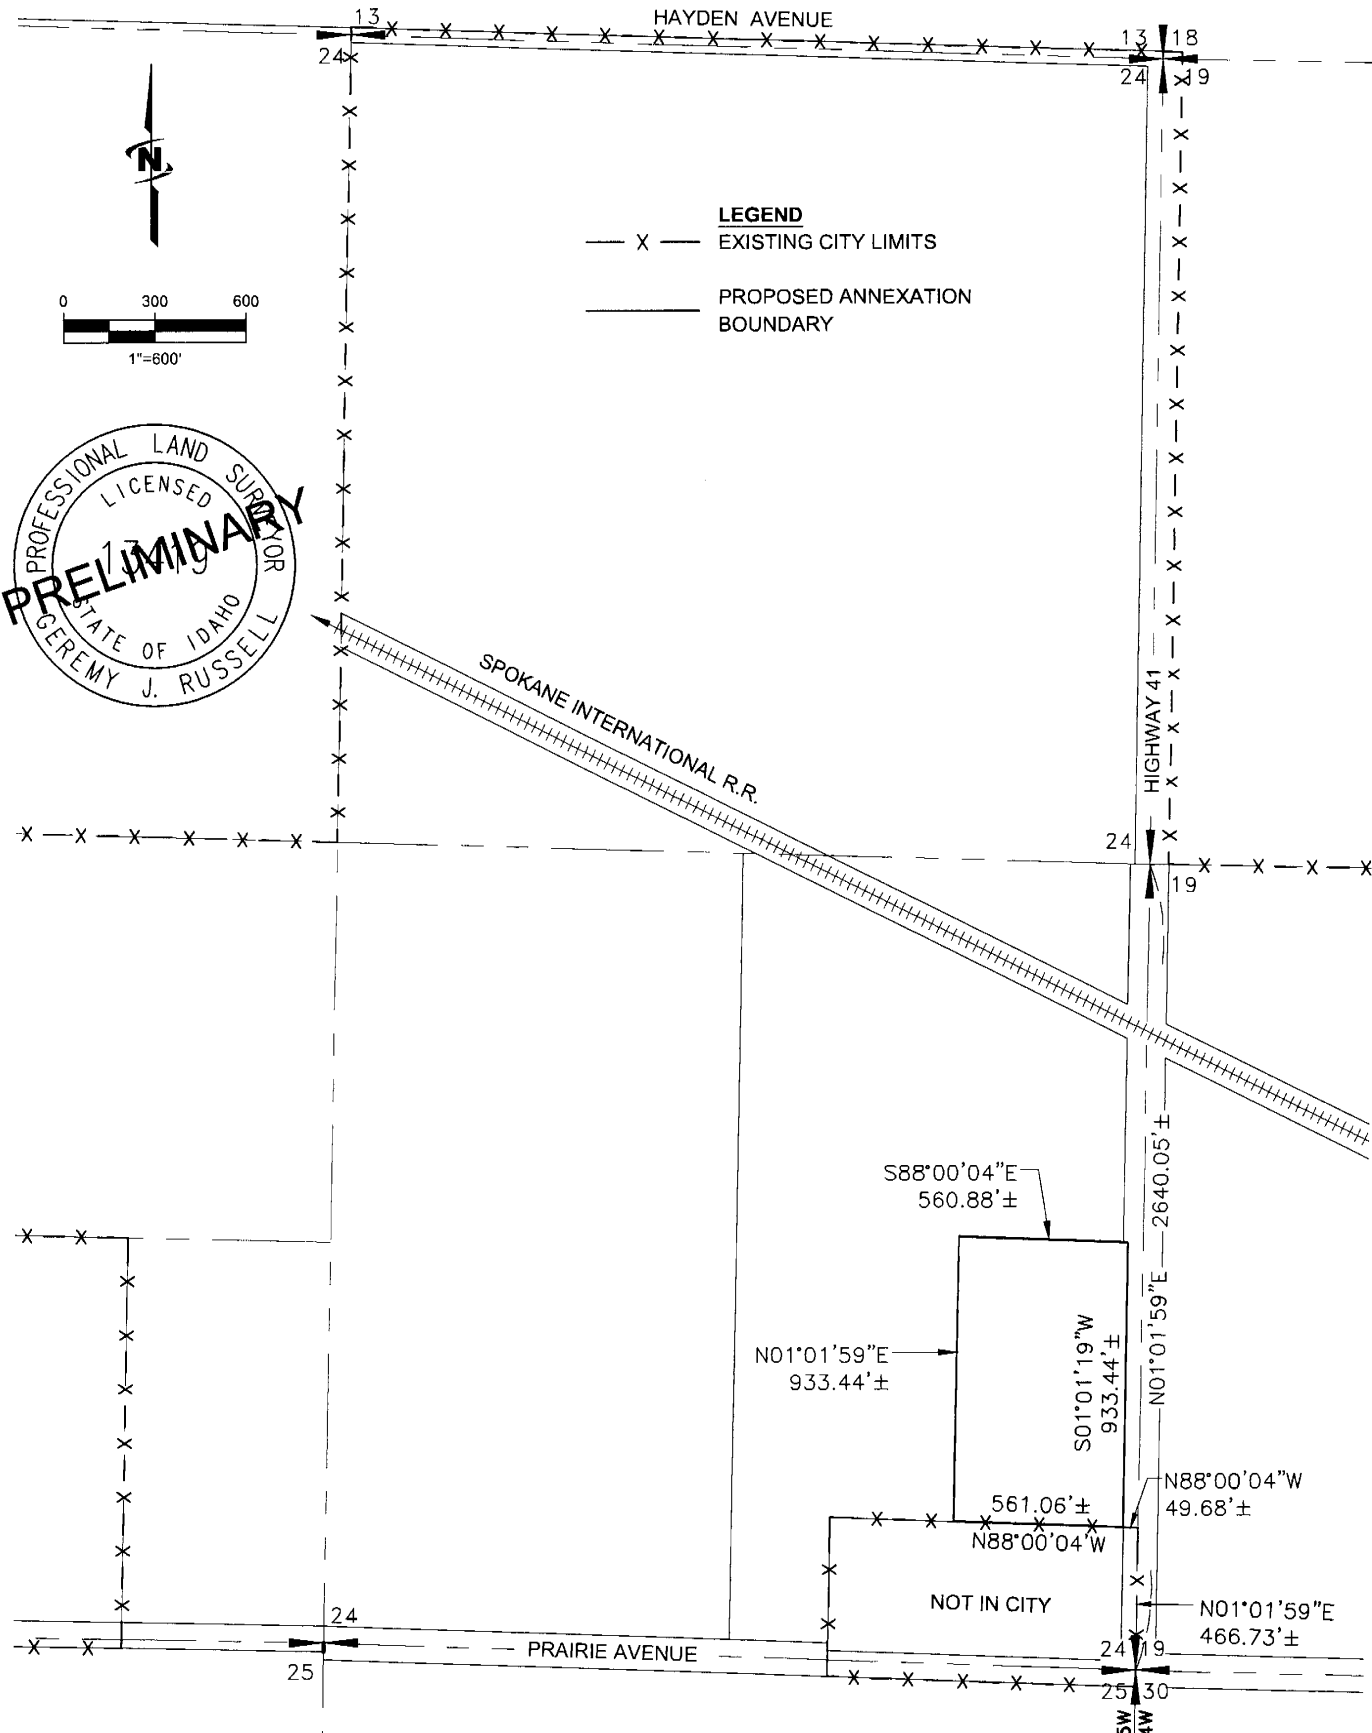 HAYDEN AVENUE
13
24
13
18
24
19
N
LEGEND
— X — EXISTING CITY LIMITS
PROPOSED ANNEXATION
BOUNDARY
0 300 600
1"=600'
PROFESSIONAL LAND SURVEYOR
LICENSED
PRELIMINARY
STATE OF IDAHO
GEREMY J. RUSSELL
SPOKANE INTERNATIONAL R.R.
HIGHWAY 41
24
19
S88°00'04"E
560.88'±
N01°01'59"E
933.44'±
S01°01'19"W
933.44'±
N01°01'59"E 2640.05'±
N88°00'04"W
49.68'±
561.06'±
N88°00'04"W
NOT IN CITY
N01°01'59"E
466.73'±
24
25
PRAIRIE AVENUE
24
19
25
30
5W
4W